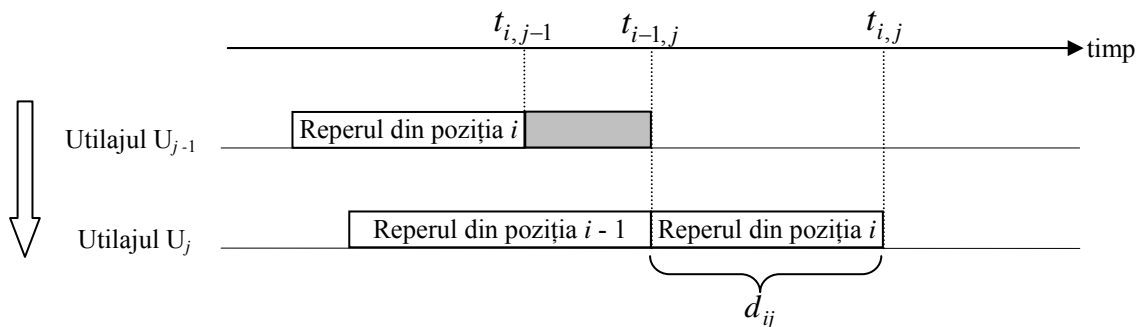 t_{i,j-1} t_{i-1,j} t_{i,j}
timp
Utilajul U_{j-1} Reperul din poziția i
Utilajul U_j Reperul din poziția i - 1 Reperul din poziția i
d_{ij}